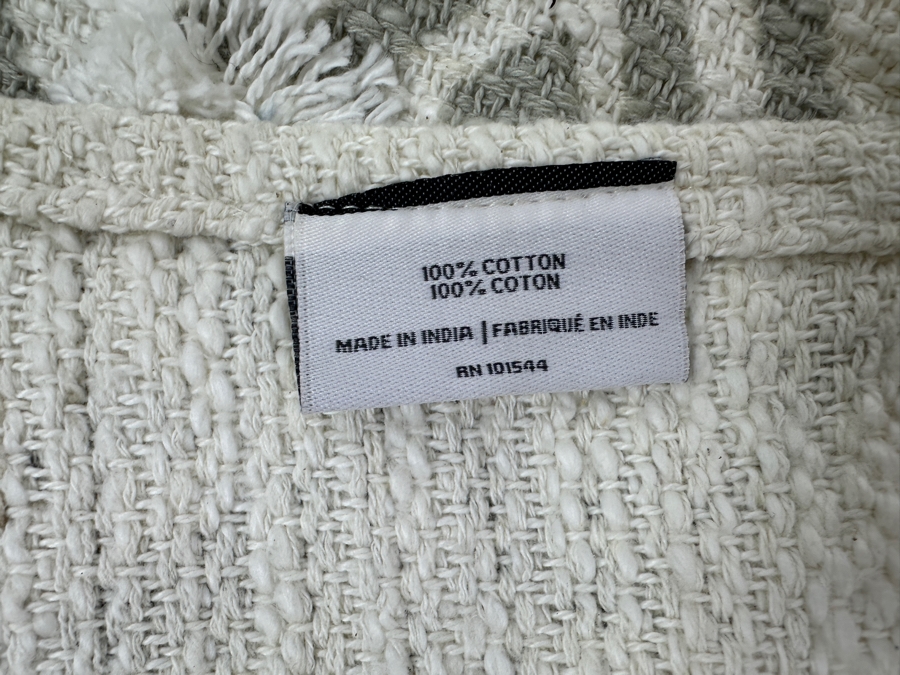 100% COTTON
100% COTON
MADE IN INDIA | FABRIQUÉ EN INDE
RN 101544